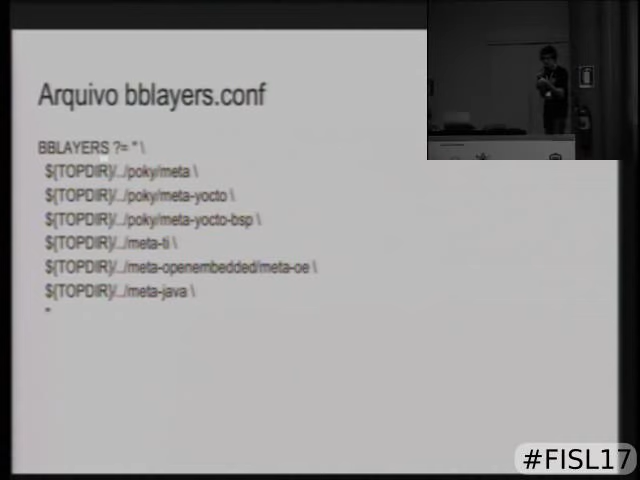 Arquivo bblayers.conf
BBLAYERS ?= " \
${TOPDIR}/../poky/meta \
${TOPDIR}/../poky/meta-yocto \
${TOPDIR}/../poky/meta-yocto-bsp \
${TOPDIR}/../meta-ti \
${TOPDIR}/../meta-openembedded/meta-oe \
${TOPDIR}/../meta-java \
"
#FISL17